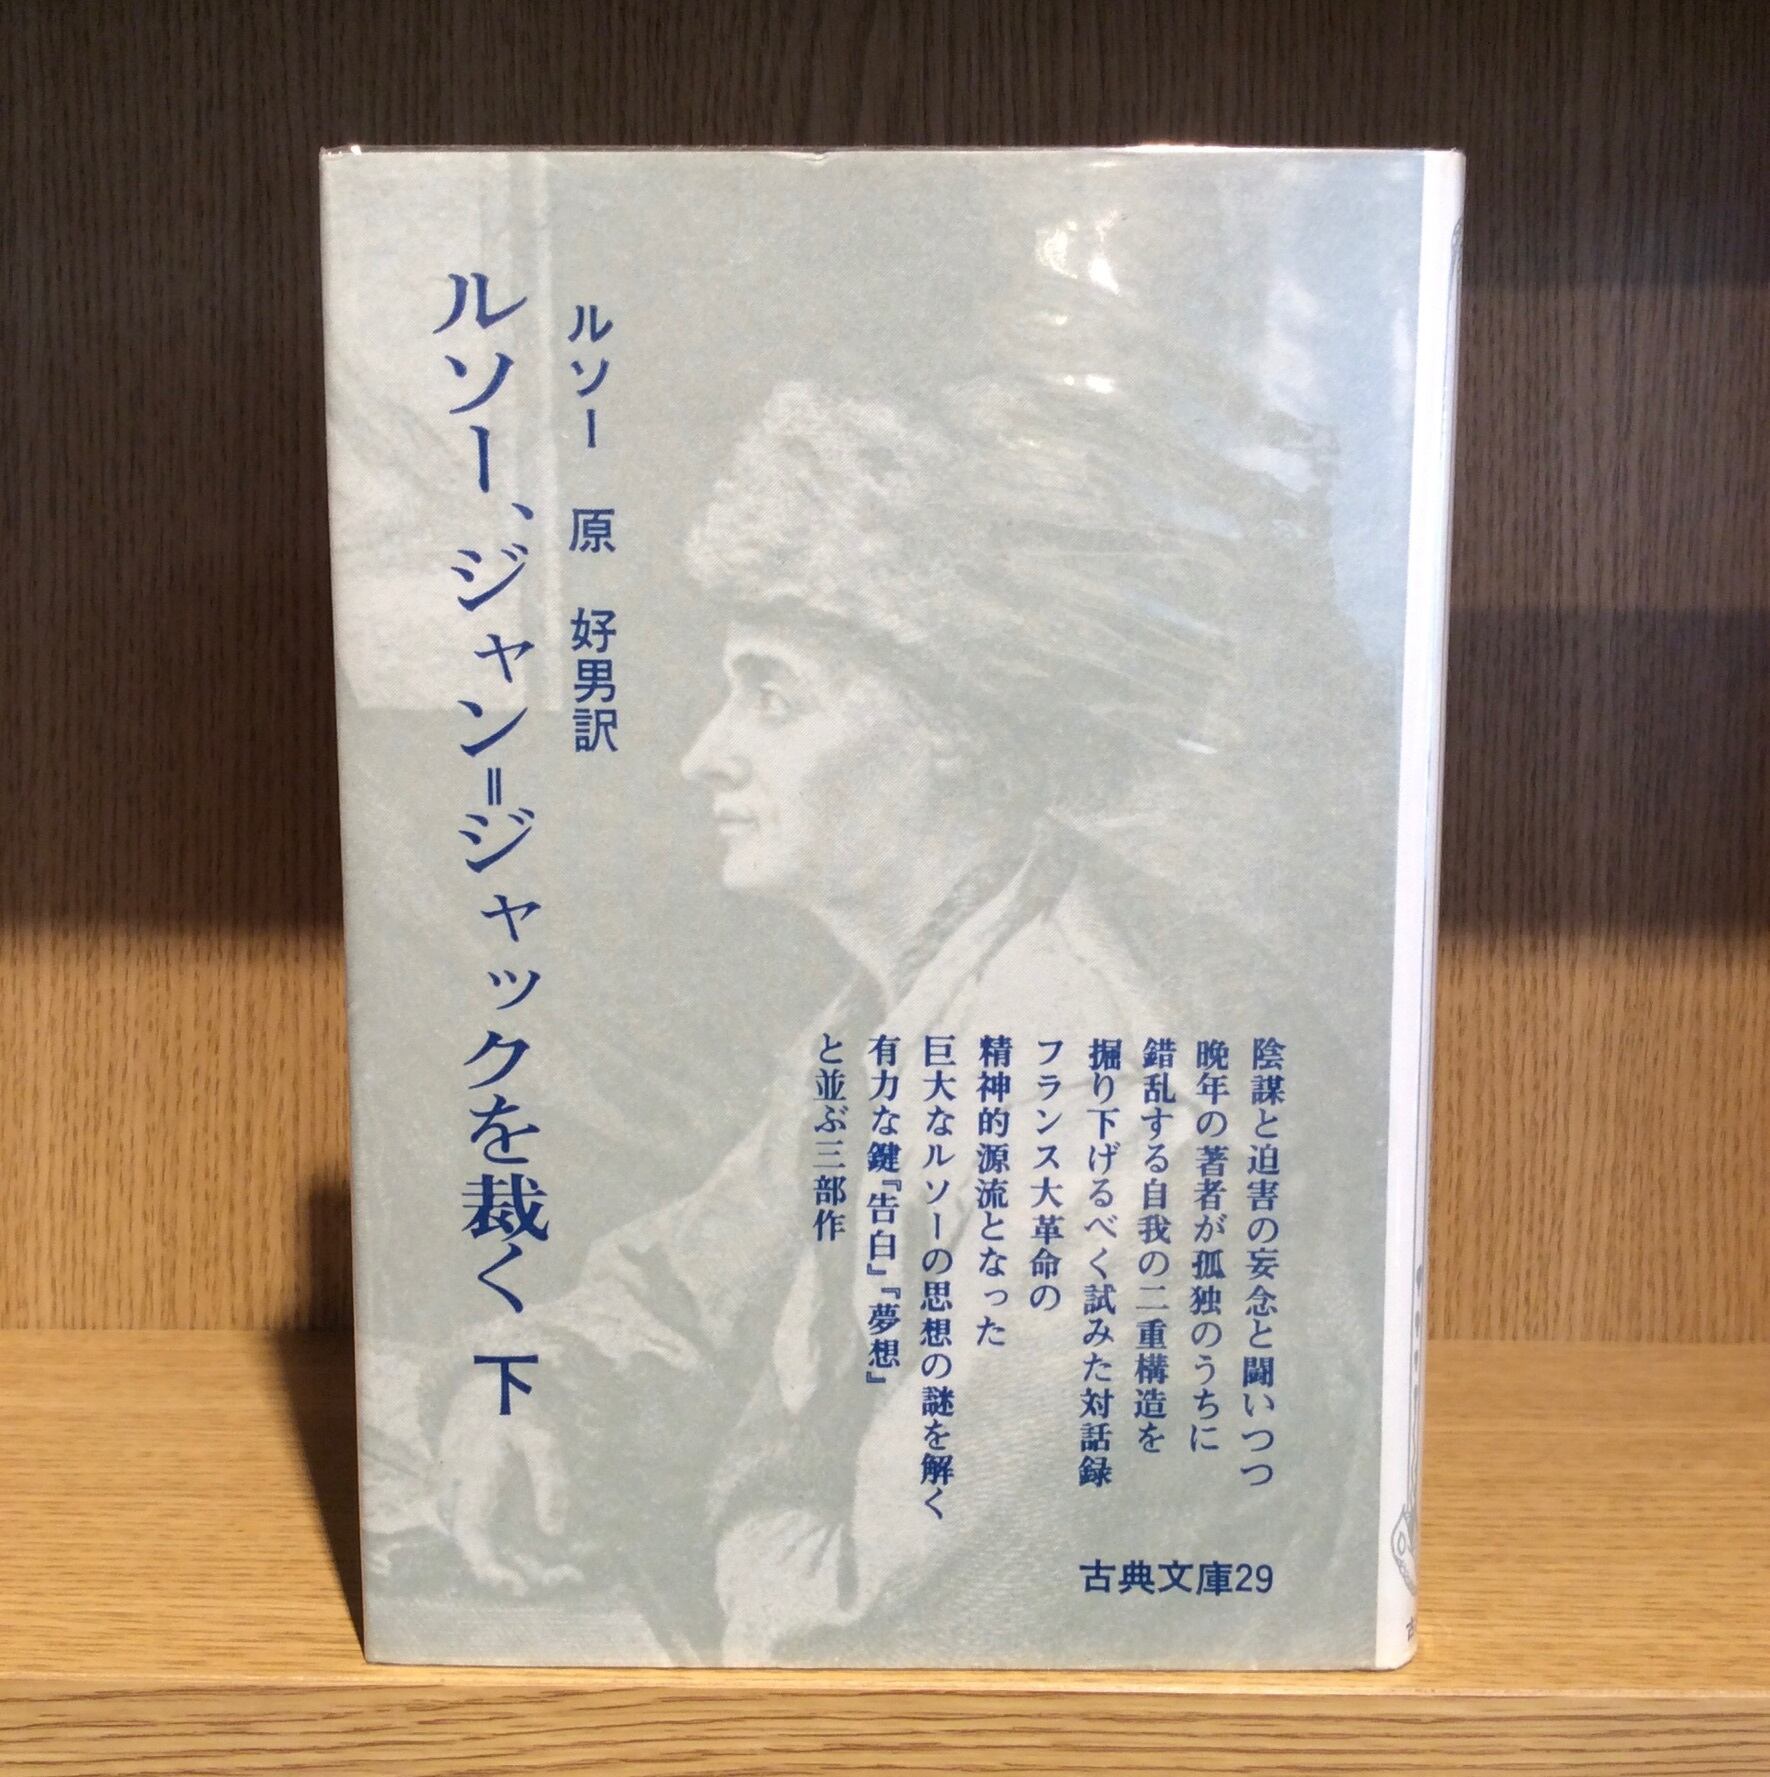 ルソー、ジャン=ジャックを裁く 下
ルソー 原 好男訳
陰謀と迫害の妄念と闘いつつ
晩年の著者が孤独のうちに
錯乱する自我の二重構造を
掘り下げるべく試みた対話録
フランス大革命の
精神的源流となった
巨大なルソーの思想の謎を解く
有力な鍵『告白』『夢想』
と並ぶ三部作
古典文庫29